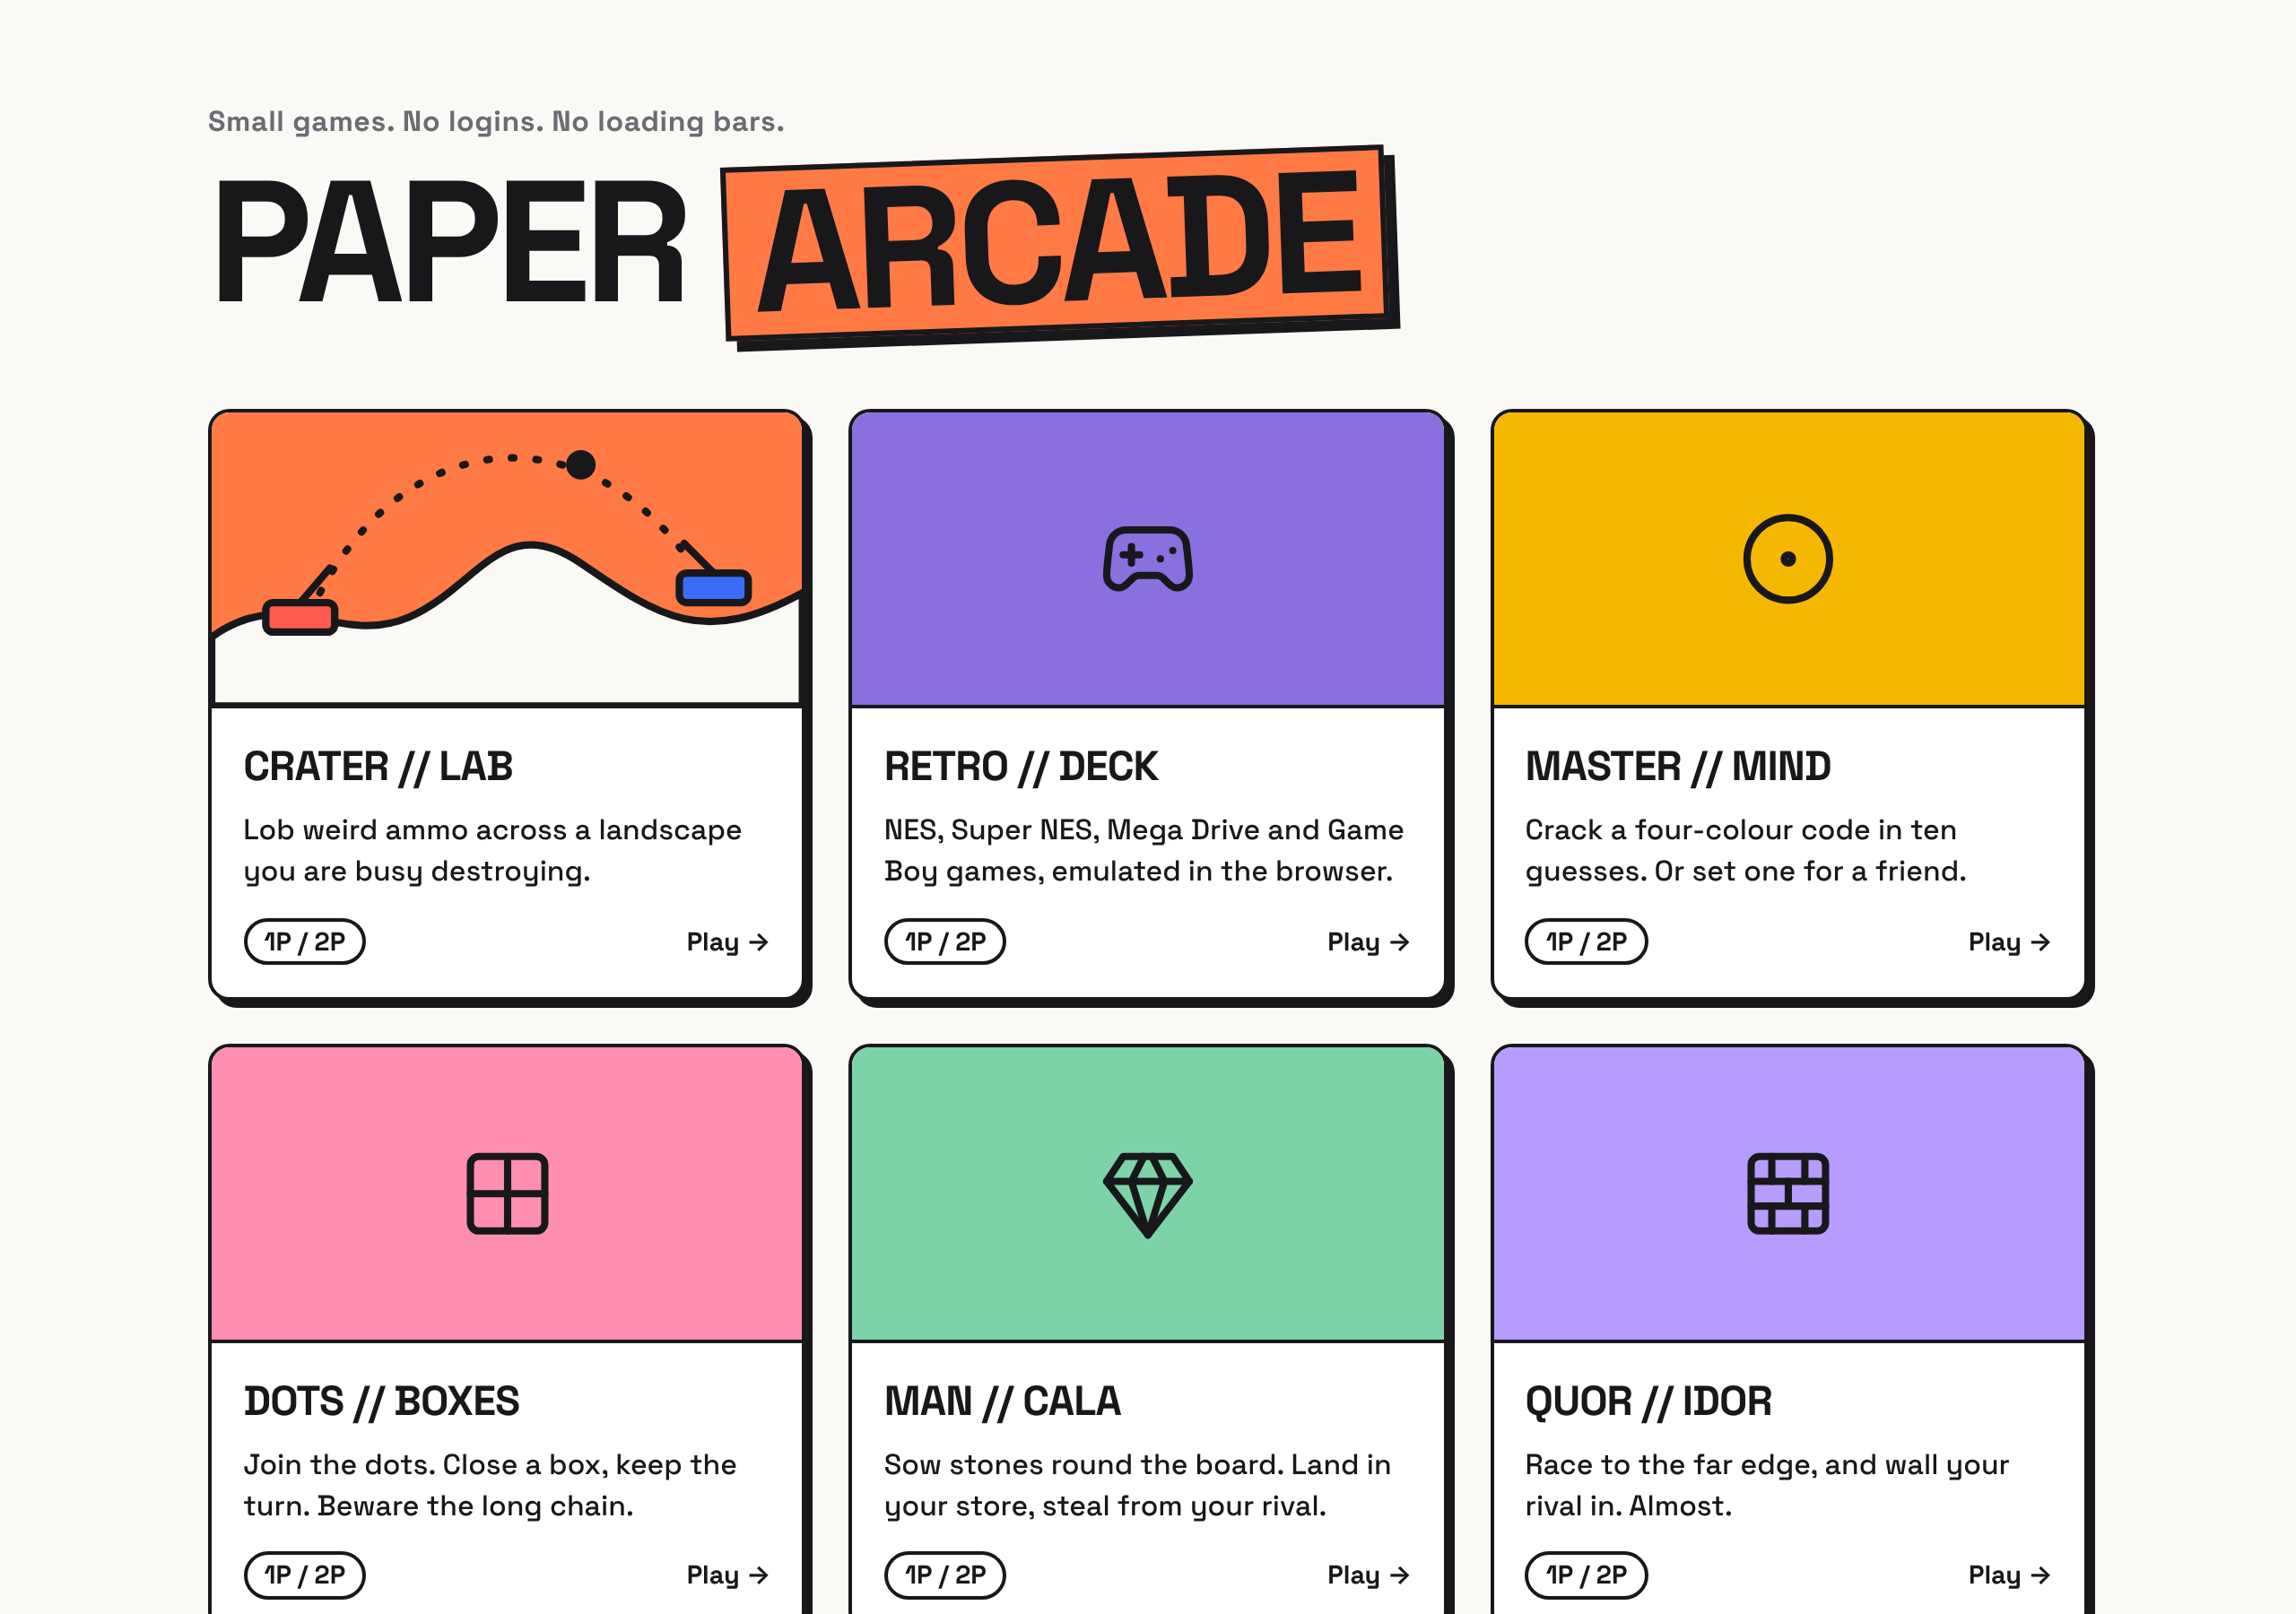 Small games. No logins. No loading bars.
PAPER ARCADE
CRATER // LAB
Lob weird ammo across a landscape
you are busy destroying.
1P / 2P
Play →
RETRO // DECK
NES, Super NES, Mega Drive and Game
Boy games, emulated in the browser.
1P / 2P
Play →
MASTER // MIND
Crack a four-colour code in ten
guesses. Or set one for a friend.
1P / 2P
Play →
DOTS // BOXES
Join the dots. Close a box, keep the
turn. Beware the long chain.
1P / 2P
Play →
MAN // CALA
Sow stones round the board. Land in
your store, steal from your rival.
1P / 2P
Play →
QUOR // IDOR
Race to the far edge, and wall your
rival in. Almost.
1P / 2P
Play →